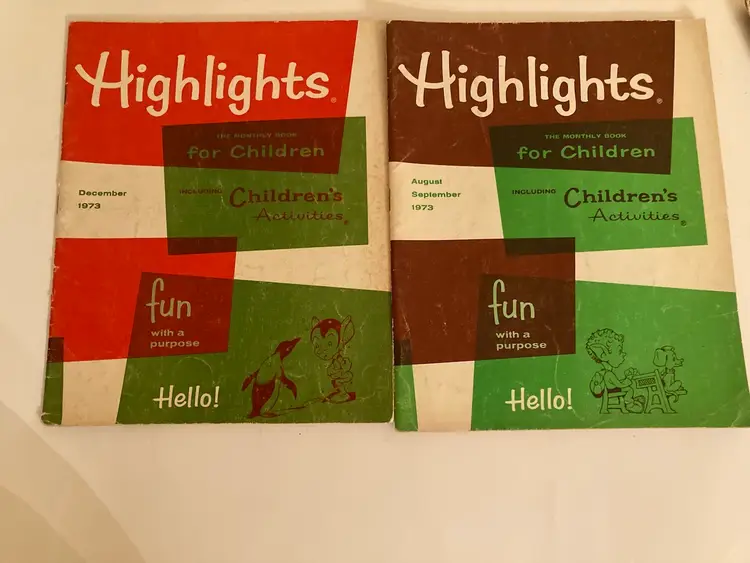 Highlights®
THE MONTHLY BOOK
for Children
December
1973
INCLUDING Children's
Activities®
fun
with a
purpose
Hello!
Highlights®
THE MONTHLY BOOK
for Children
August
September
1973
INCLUDING Children's
Activities®
fun
with a
purpose
Hello!